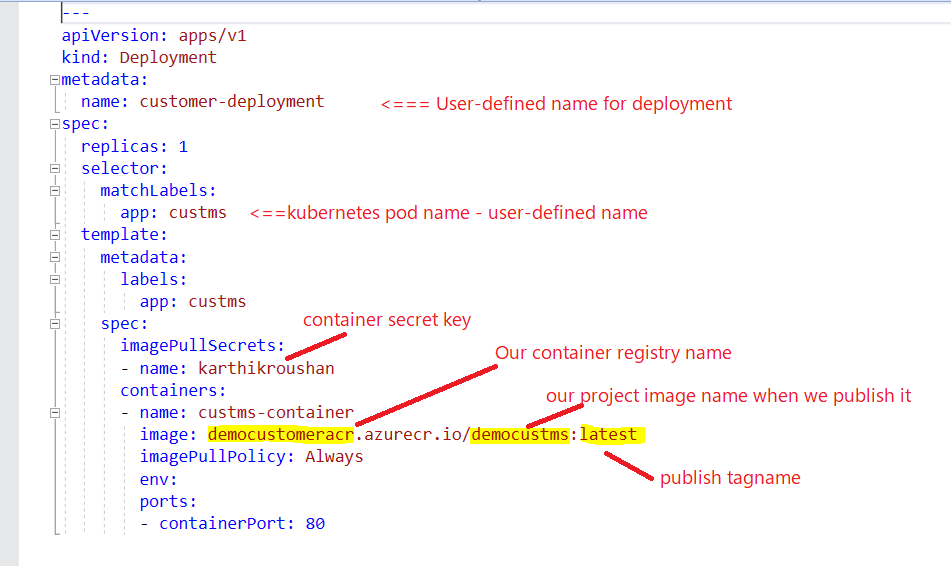 ---
apiVersion: apps/v1
kind: Deployment
metadata:
name: customer-deployment <=== User-defined name for deployment
spec:
replicas: 1
selector:
matchLabels:
app: custms <==kubernetes pod name - user-defined name
template:
metadata:
labels:
app: custms
spec:
container secret key
imagePullSecrets:
Our container registry name
- name: karthikroushan
containers:
our project image name when we publish it
- name: custms-container
image: democustomeracr.azurecr.io/democustms:latest
imagePullPolicy: Always
publish tagname
env:
ports:
- containerPort: 80